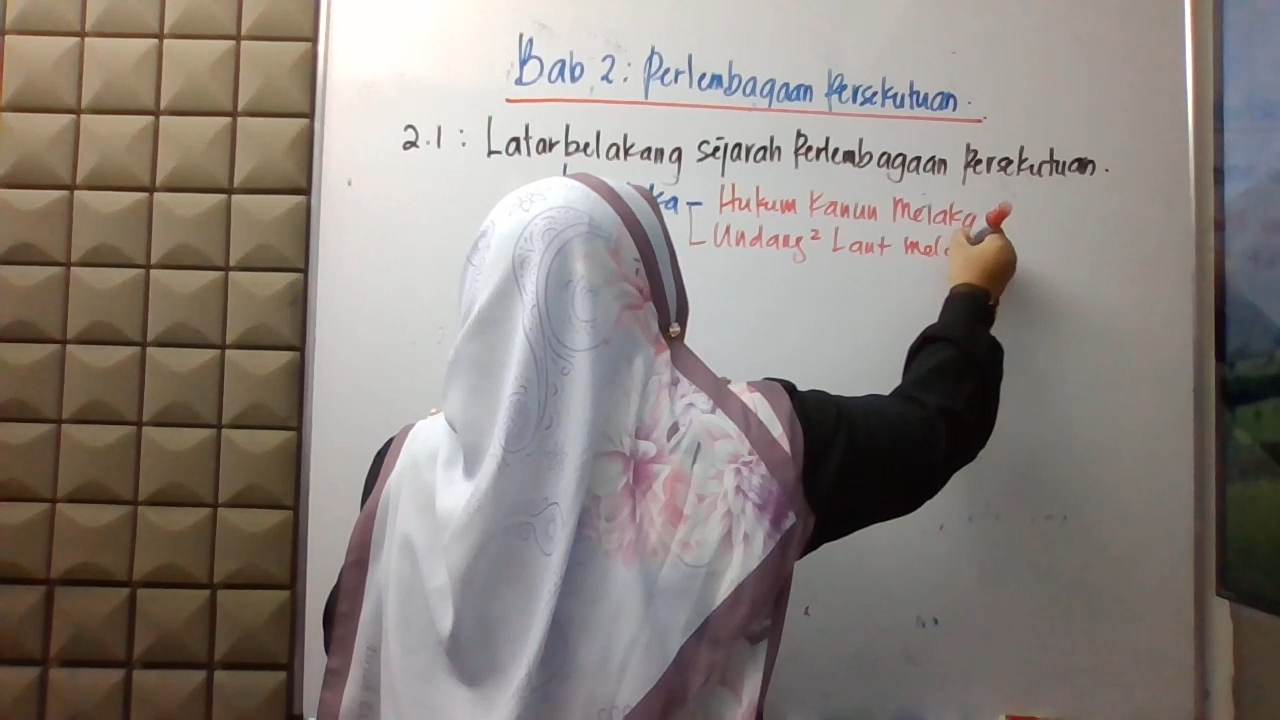 Bab 2: Perlembagaan Persekutuan.
2.1 : Latarbelakang sejarah Perlembagaan Persekutuan.
- Hukum Kanun Melaka
Undang² Laut